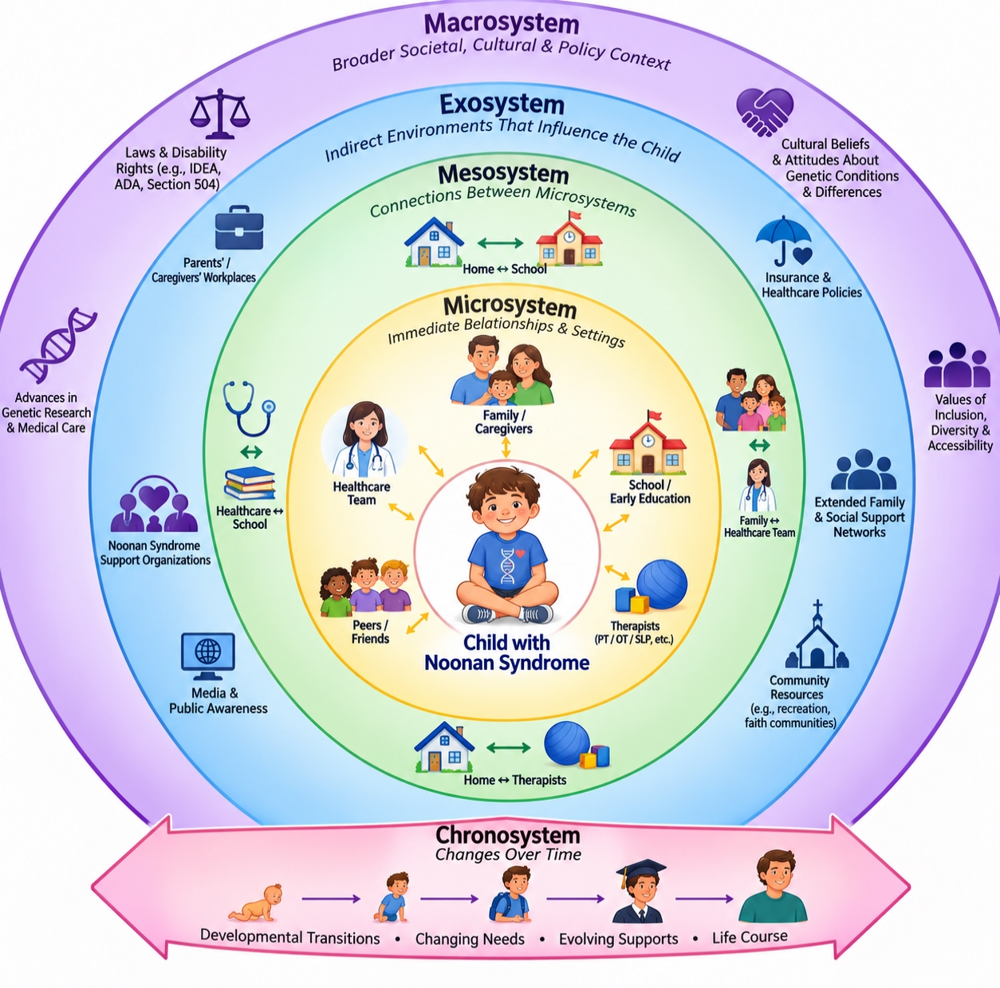 Macrosystem
Broader Societal, Cultural & Policy Context
Exosystem
Indirect Environments That Influence the Child
Mesosystem
Connections Between Microsystems
Home ↔ School
Microsystem
Immediate Relationships & Settings
Laws & Disability
Rights (e.g., IDEA,
ADA, Section 504)
Cultural Beliefs
& Attitudes About
Genetic Conditions
& Differences
Parents' /
Caregivers' Workplaces
Insurance &
Healthcare Policies
Advances in
Genetic Research
& Medical Care
Values of
Inclusion,
Diversity &
Accessibility
Family /
Caregivers
Healthcare
Team
School /
Early Education
Healthcare ↔
School
Family ↔
Healthcare Team
Extended Family
& Social Support
Networks
Noonan Syndrome
Support Organizations
Peers /
Friends
Therapists
(PT / OT / SLP, etc.)
Child with
Noonan Syndrome
Media &
Public Awareness
Community
Resources
(e.g., recreation,
faith communities)
Home ↔ Therapists
Chronosystem
Changes Over Time
Developmental Transitions • Changing Needs • Evolving Supports • Life Course